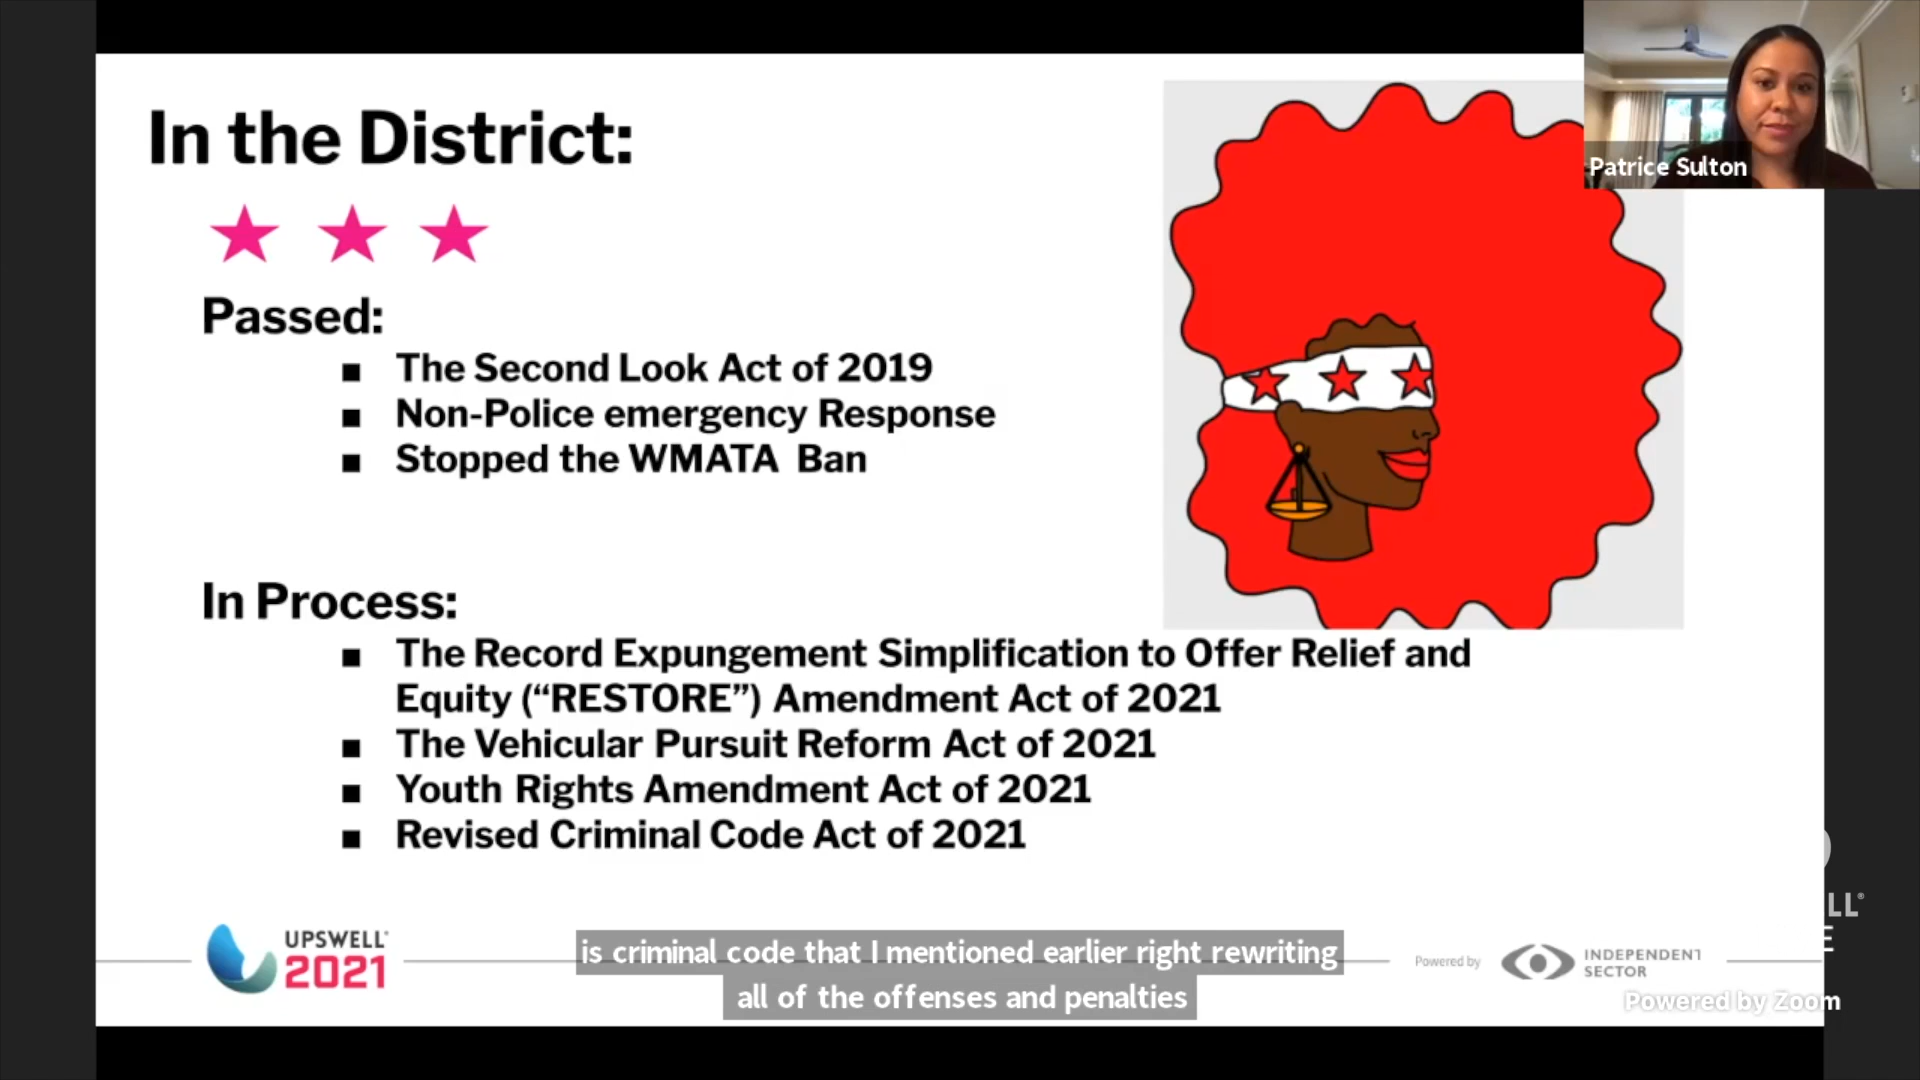 In the District:
Patrice Sulton
Passed:
■ The Second Look Act of 2019
■ Non-Police emergency Response
■ Stopped the WMATA Ban
In Process:
■ The Record Expungement Simplification to Offer Relief and
Equity (“RESTORE”) Amendment Act of 2021
■ The Vehicular Pursuit Reform Act of 2021
■ Youth Rights Amendment Act of 2021
■ Revised Criminal Code Act of 2021
UPSWELL
2021
is criminal code that I mentioned earlier right rewriting
all of the offenses and penalties
Powered by
INDEPENDENT
SECTOR
LL®
E
Powered by Zoom